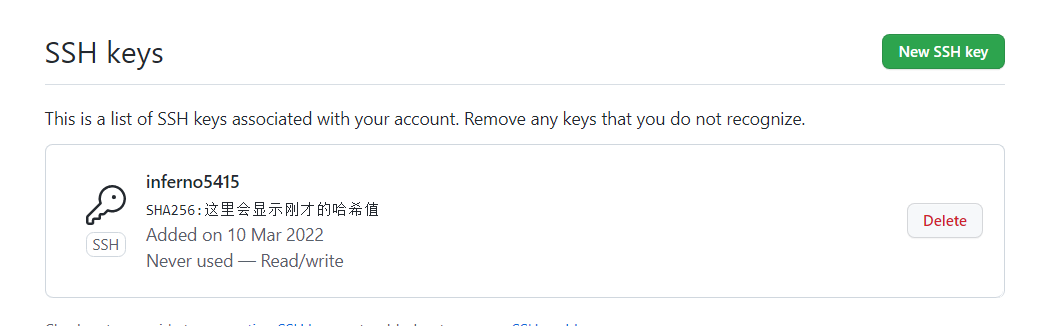 SSH keys
New SSH key
This is a list of SSH keys associated with your account. Remove any keys that you do not recognize.
inferno5415
SHA256:这里会显示刚才的哈希值
Added on 10 Mar 2022
Never used — Read/write
SSH
Delete